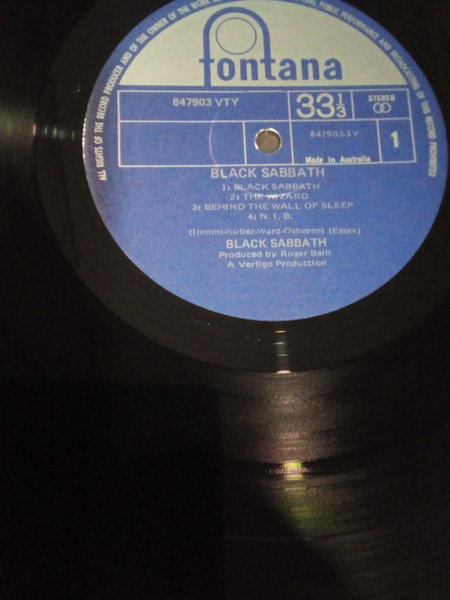 ALL RIGHTS OF THE RECORD PRODUCER AND OF THE OWNER OF THE WORK
PUBLIC PERFORMANCE AND BROADCASTING OF THE RECORD PROHIBITED
fontana
847903 VTY
33 1/3
STEREO
847903-1Y
1
Made in Australia
BLACK SABBATH
1: BLACK SABBATH
2: THE WIZARD
3: BEHIND THE WALL OF SLEEP
4: N. I. B.
(Iommi-Butler-Ward-Osborne) (Essex)
BLACK SABBATH
Produced by Roger Bain
A Vertigo Production